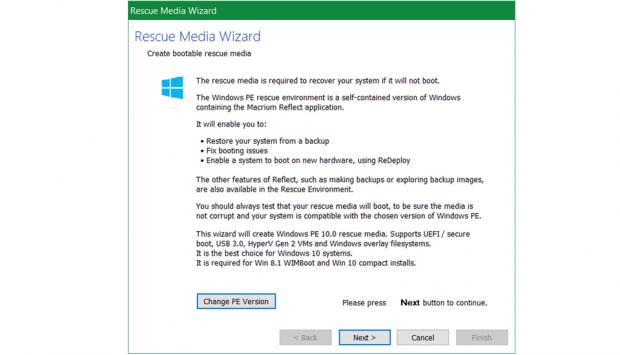 Rescue Media Wizard
Rescue Media Wizard
Create bootable rescue media
The rescue media is required to recover your system if it will not boot.
The Windows PE rescue environment is a self-contained version of Windows
containing the Macrium Reflect application.
It will enable you to:
• Restore your system from a backup
• Fix booting issues
• Enable a system to boot on new hardware, using ReDeploy
The other features of Reflect, such as making backups or exploring backup images,
are also available in the Rescue Environment.
You should always test that your rescue media will boot, to be sure the media is
not corrupt and your system is compatible with the chosen version of Windows PE.
This wizard will create Windows PE 10.0 rescue media. Supports UEFI / secure
boot, USB 3.0, HyperV Gen 2 VMs and Windows overlay filesystems.
It is the best choice for Windows 10 systems.
It is required for Win 8.1 WIMBoot and Win 10 compact installs.
Change PE Version Please press Next button to continue.
< Back Next > Cancel Finish